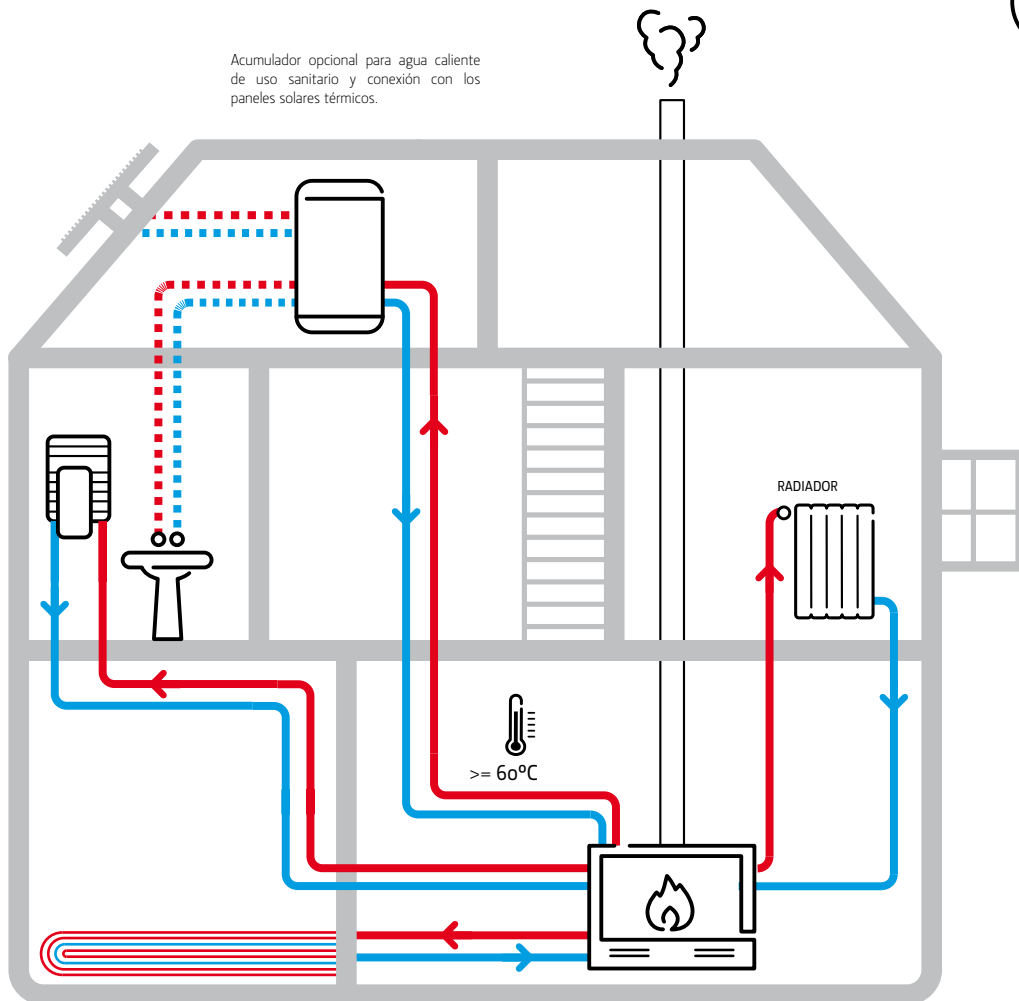 Acumulador opcional para agua caliente
de uso sanitario y conexión con los
paneles solares térmicos.
RADIADOR
>= 60ºC